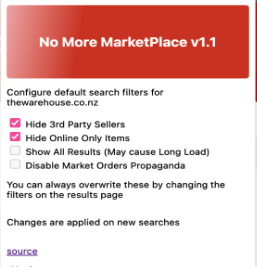 No More MarketPlace v1.1
Configure default search filters for
thewarehouse.co.nz
Hide 3rd Party Sellers
Hide Online Only Items
Show All Results (May cause Long Load)
Disable Market Orders Propaganda
You can always overwrite these by changing the
filters on the results page
Changes are applied on new searches
source